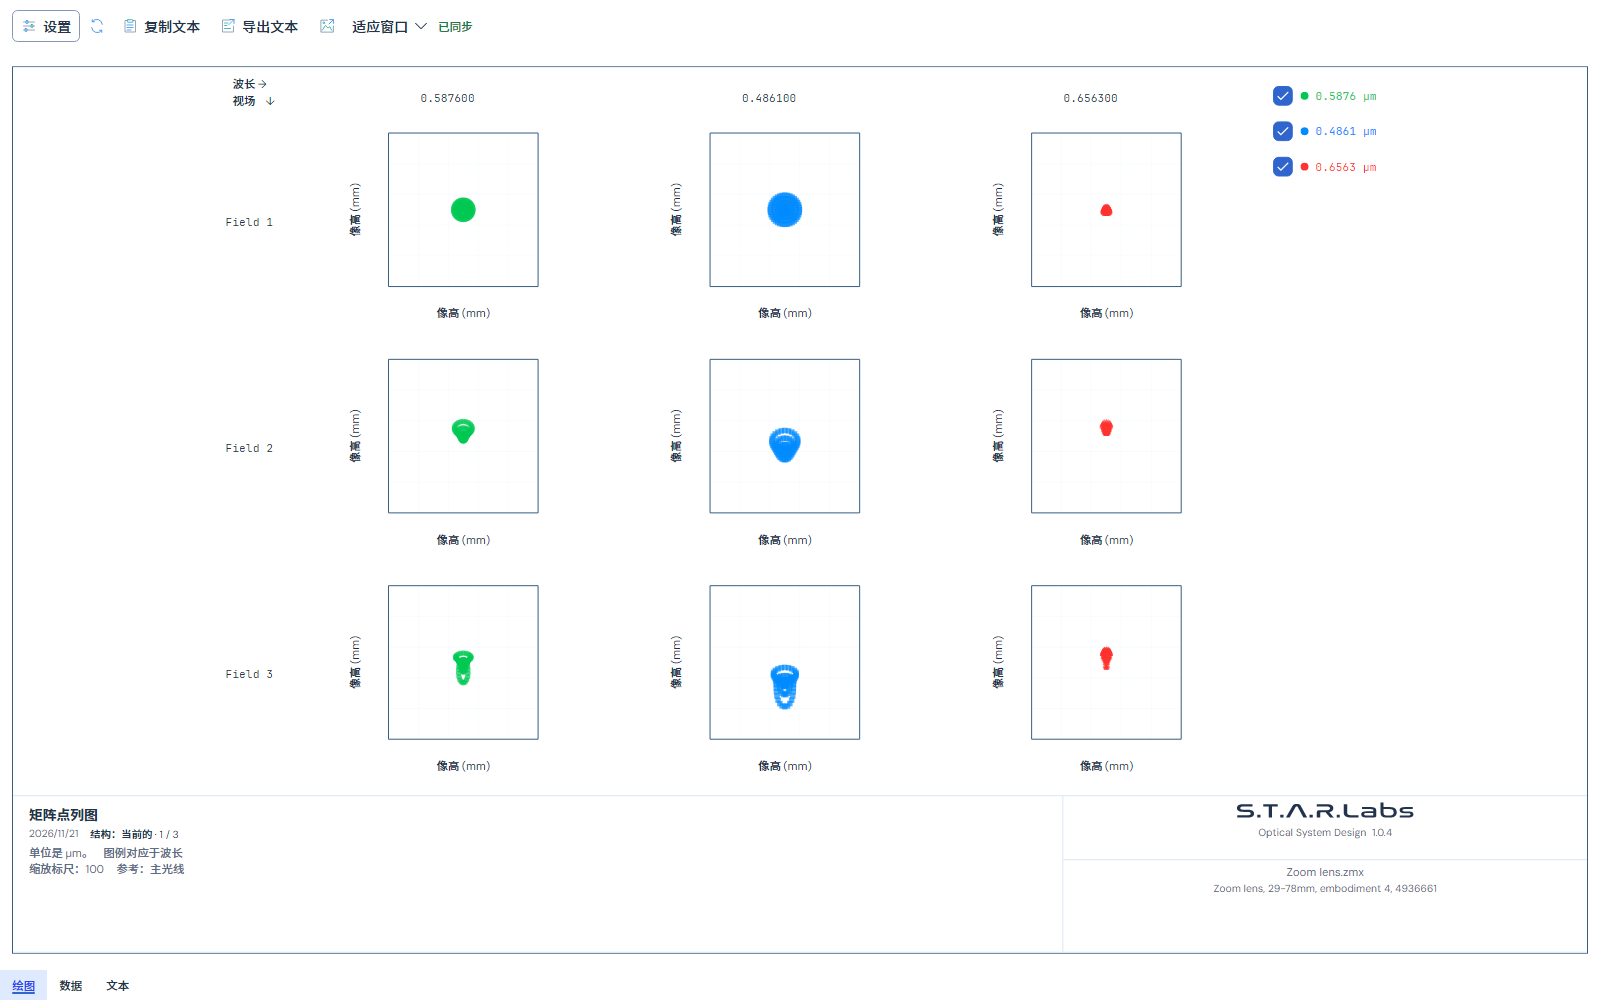 设置 复制文本 导出文本 适应窗口 已同步
波长→
视场 ↓
0.587600 0.486100 0.656300
0.5876 µm
0.4861 µm
0.6563 µm
Field 1
像高 (mm) 像高 (mm) 像高 (mm)
像高 (mm) 像高 (mm) 像高 (mm)
Field 2
像高 (mm) 像高 (mm) 像高 (mm)
像高 (mm) 像高 (mm) 像高 (mm)
Field 3
像高 (mm) 像高 (mm) 像高 (mm)
像高 (mm) 像高 (mm) 像高 (mm)
矩阵点列图
2026/11/21 结构：当前的 · 1 / 3
单位是 µm。 图例对应于波长
缩放标尺：100 参考：主光线
S.T.A.R.Labs
Optical System Design 1.0.4
Zoom lens.zmx
Zoom lens, 29-78mm, embodiment 4, 4936661
绘图 数据 文本